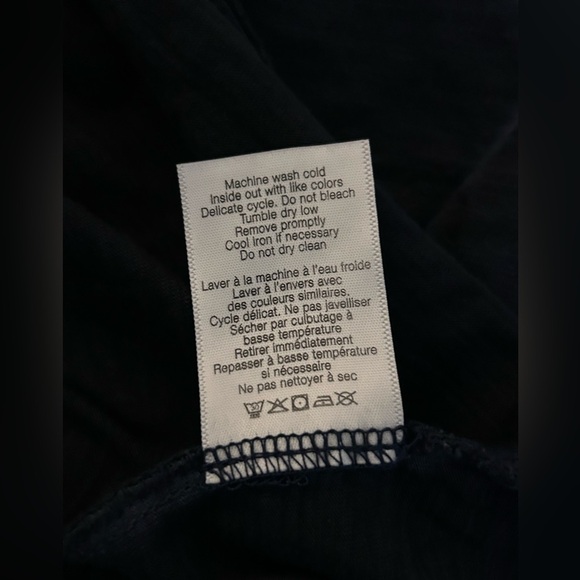 Machine wash cold
Inside out with like colors
Delicate cycle. Do not bleach
Tumble dry low
Remove promptly
Cool Iron if necessary
Do not dry clean
Laver à la machine à l'eau froide
Laver à l'envers avec
des couleurs similaires.
Cycle délicat. Ne pas javelliser
Sécher par culbutage à
basse température
Retirer immédiatement
Repasser à basse température
si nécessaire
Ne pas nettoyer à sec